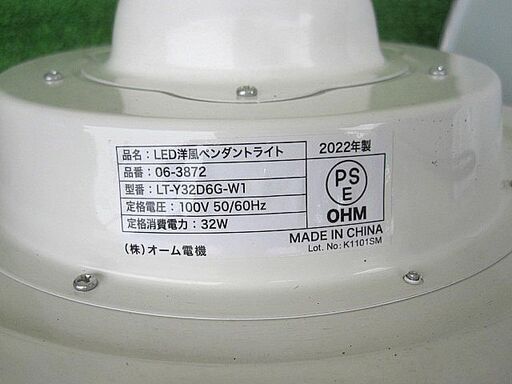 品名：LED洋風ペンダントライト
品番：06-3872
型番：LT-Y32D6G-W1
定格電圧：100V 50/60Hz
定格消費電力：32W
(株)オーム電機
2022年製
PS
E
OHM
MADE IN CHINA
Lot. No: K1101SM